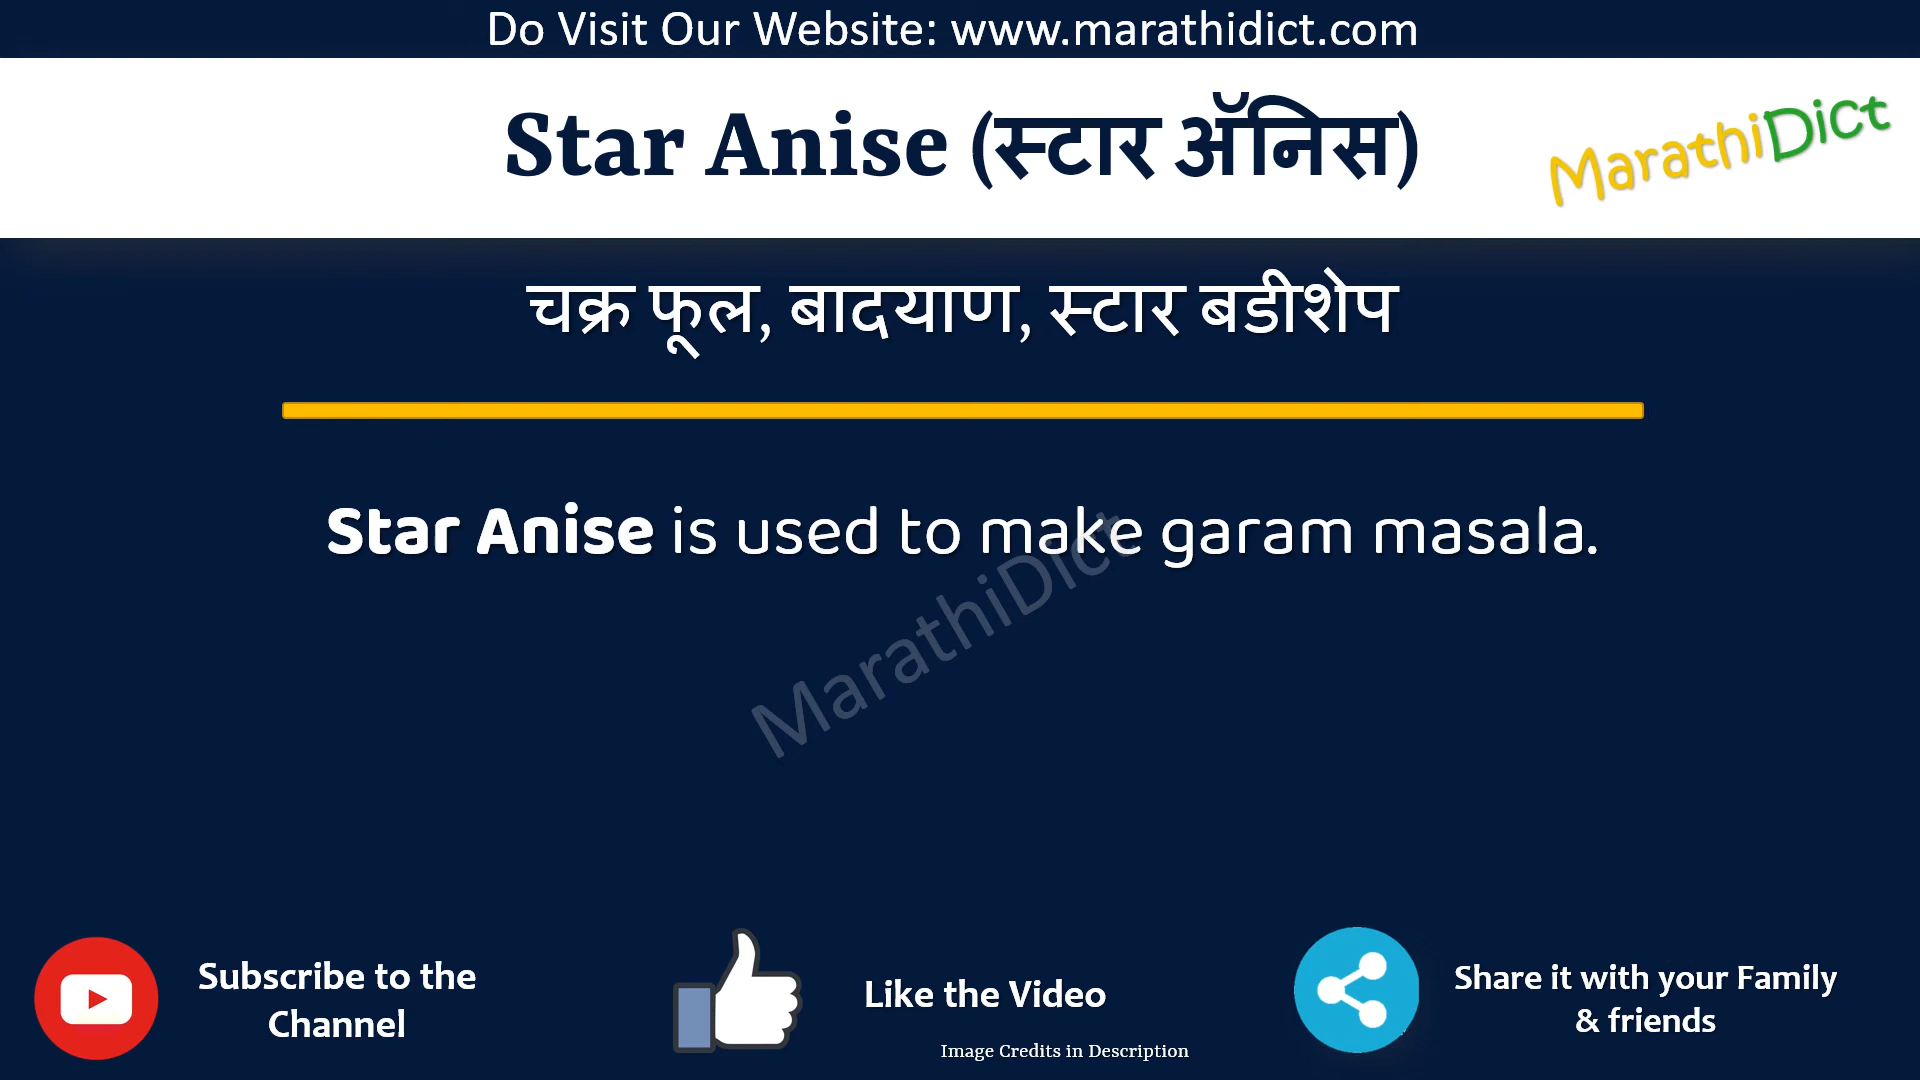 Do Visit Our Website: www.marathidict.com
Star Anise (स्टार ॲनिस)
MarathiDict
चक्र फूल, बादयाण, स्टार बडीशेप
Star Anise is used to make garam masala.
MarathiDict
Subscribe to the
Channel
Like the Video
Share it with your Family
& friends
Image Credits in Description